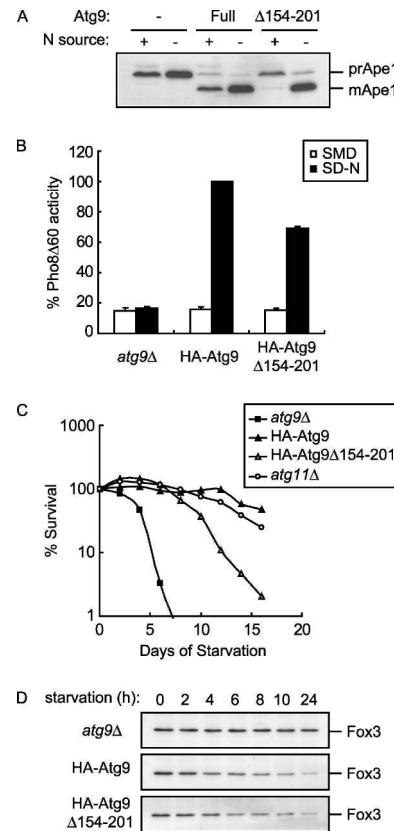 A
Atg9: - Full Δ154-201
N source: + - + - + -
prApe1
mApe1
B
120
100
80
60
40
20
0
% Pho8Δ60 acticity
SMD
SD-N
atg9Δ
HA-Atg9
HA-Atg9
Δ154-201
C
atg9Δ
HA-Atg9
HA-Atg9Δ154-201
atg11Δ
1000
100
10
1
% Survival
0 5 10 15 20
Days of Starvation
D
starvation (h): 0 2 4 6 8 10 24
atg9Δ
Fox3
HA-Atg9
Fox3
HA-Atg9
Δ154-201
Fox3